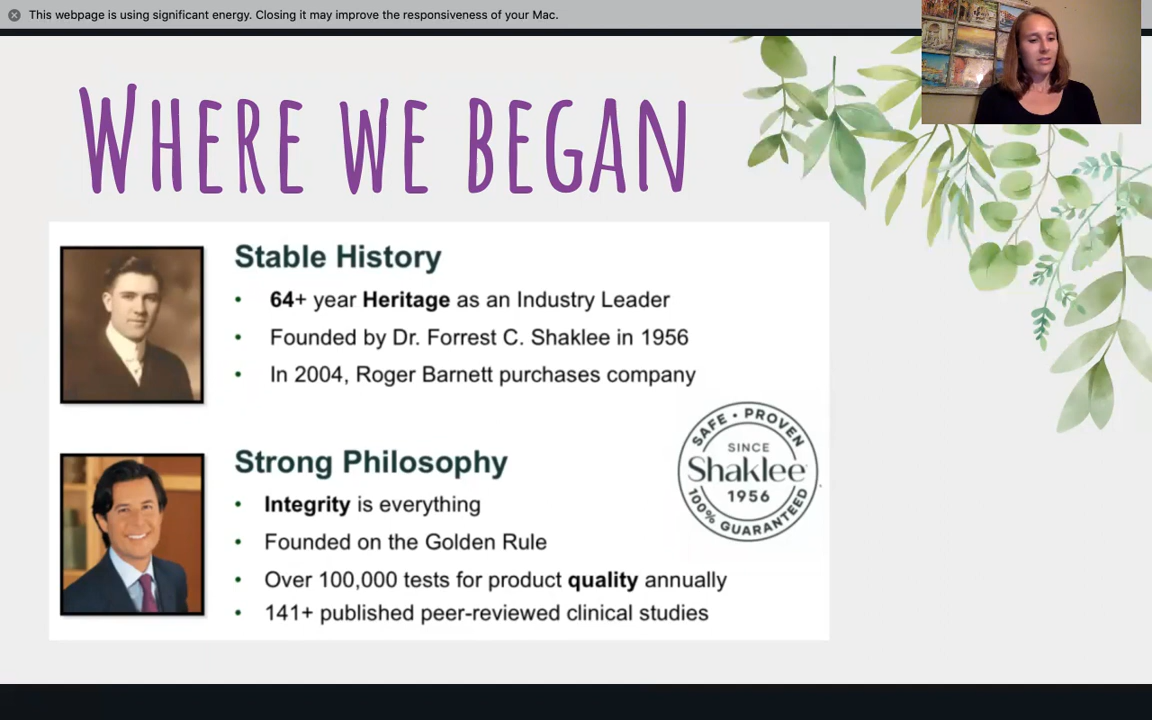 This webpage is using significant energy. Closing it may improve the responsiveness of your Mac.
WHERE WE BEGAN
Stable History
• 64+ year Heritage as an Industry Leader
• Founded by Dr. Forrest C. Shaklee in 1956
• In 2004, Roger Barnett purchases company
Strong Philosophy
• Integrity is everything
• Founded on the Golden Rule
• Over 100,000 tests for product quality annually
• 141+ published peer-reviewed clinical studies
SAFE • PROVEN
SINCE
Shaklee
1956
100% GUARANTEED